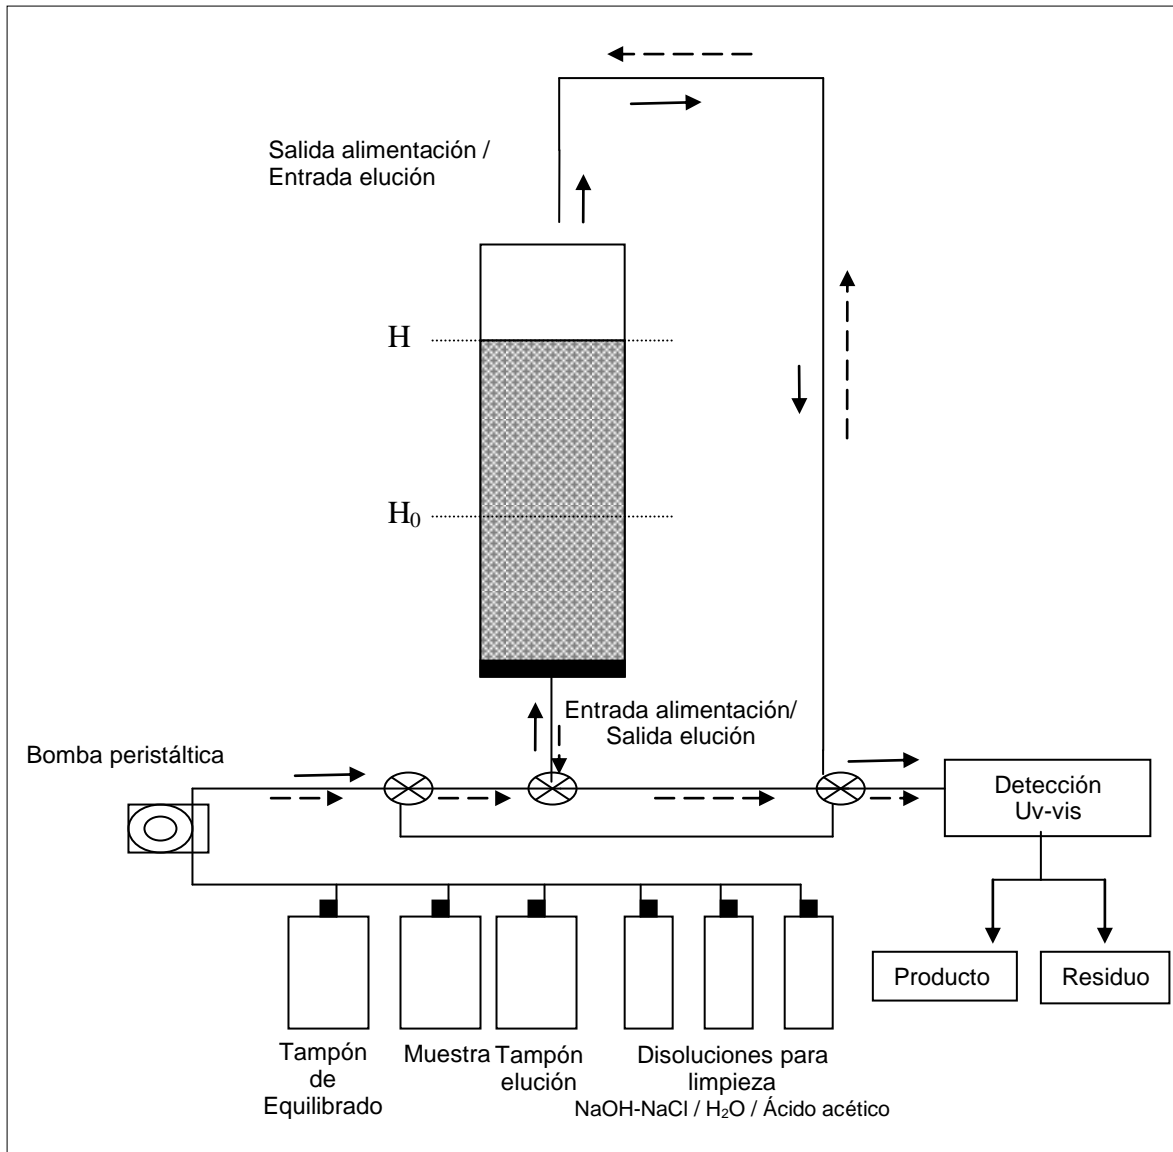 Salida alimentación /
Entrada elución
H
H₀
Entrada alimentación/
Salida elución
Bomba peristáltica
Detección
Uv-vis
Producto
Residuo
Tampón
de
Equilibrado
Muestra
Tampón
elución
Disoluciones para
limpieza
NaOH-NaCl / H₂O / Ácido acético